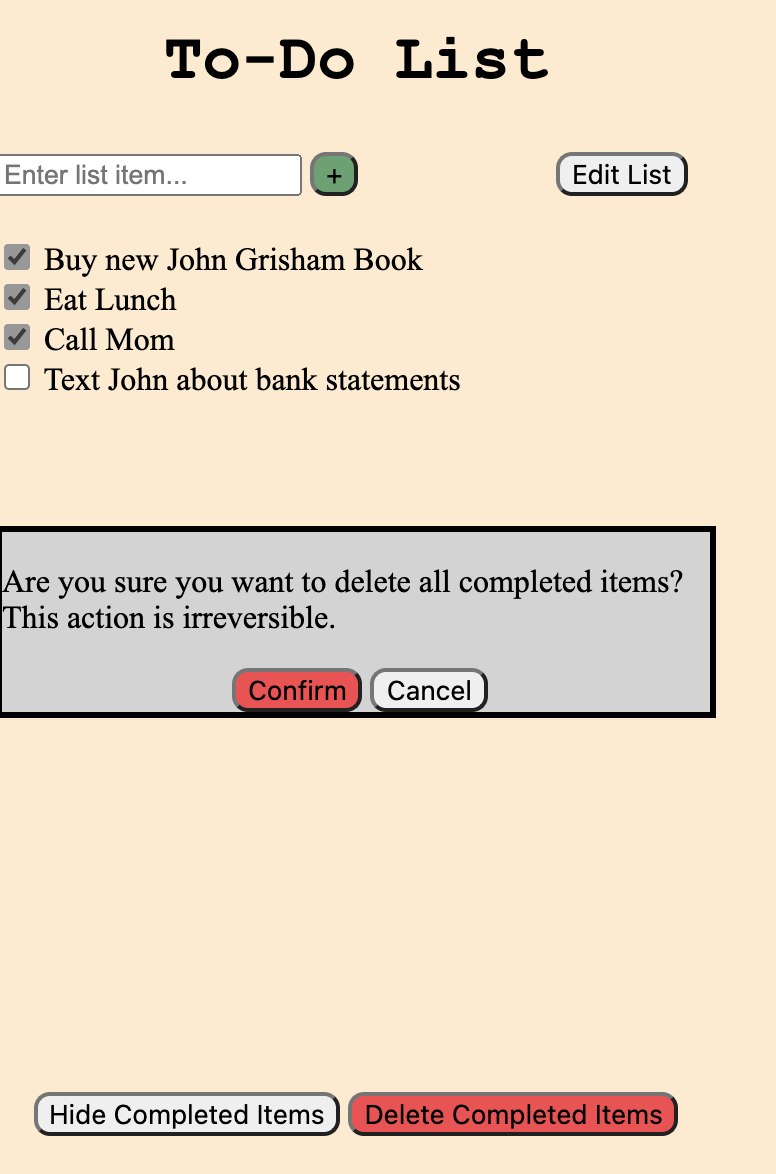 To-Do List
Enter list item...
+
Edit List
Buy new John Grisham Book
Eat Lunch
Call Mom
Text John about bank statements
Are you sure you want to delete all completed items?
This action is irreversible.
Confirm Cancel
Hide Completed Items Delete Completed Items